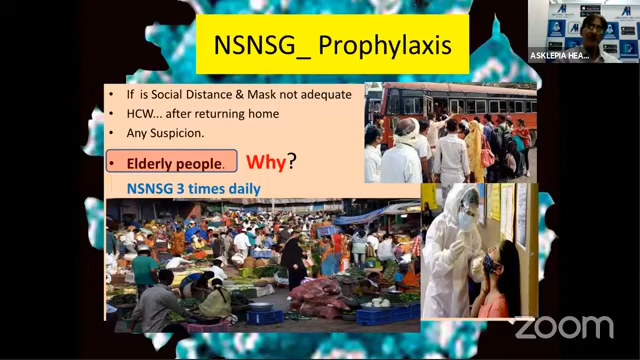 NSNSG_ Prophylaxis
• If is Social Distance & Mask not adequate
• HCW... after returning home
• Any Suspicion.
• Elderly people. Why?
NSNSG 3 times daily
ASKLEPIA HEA...
zoom